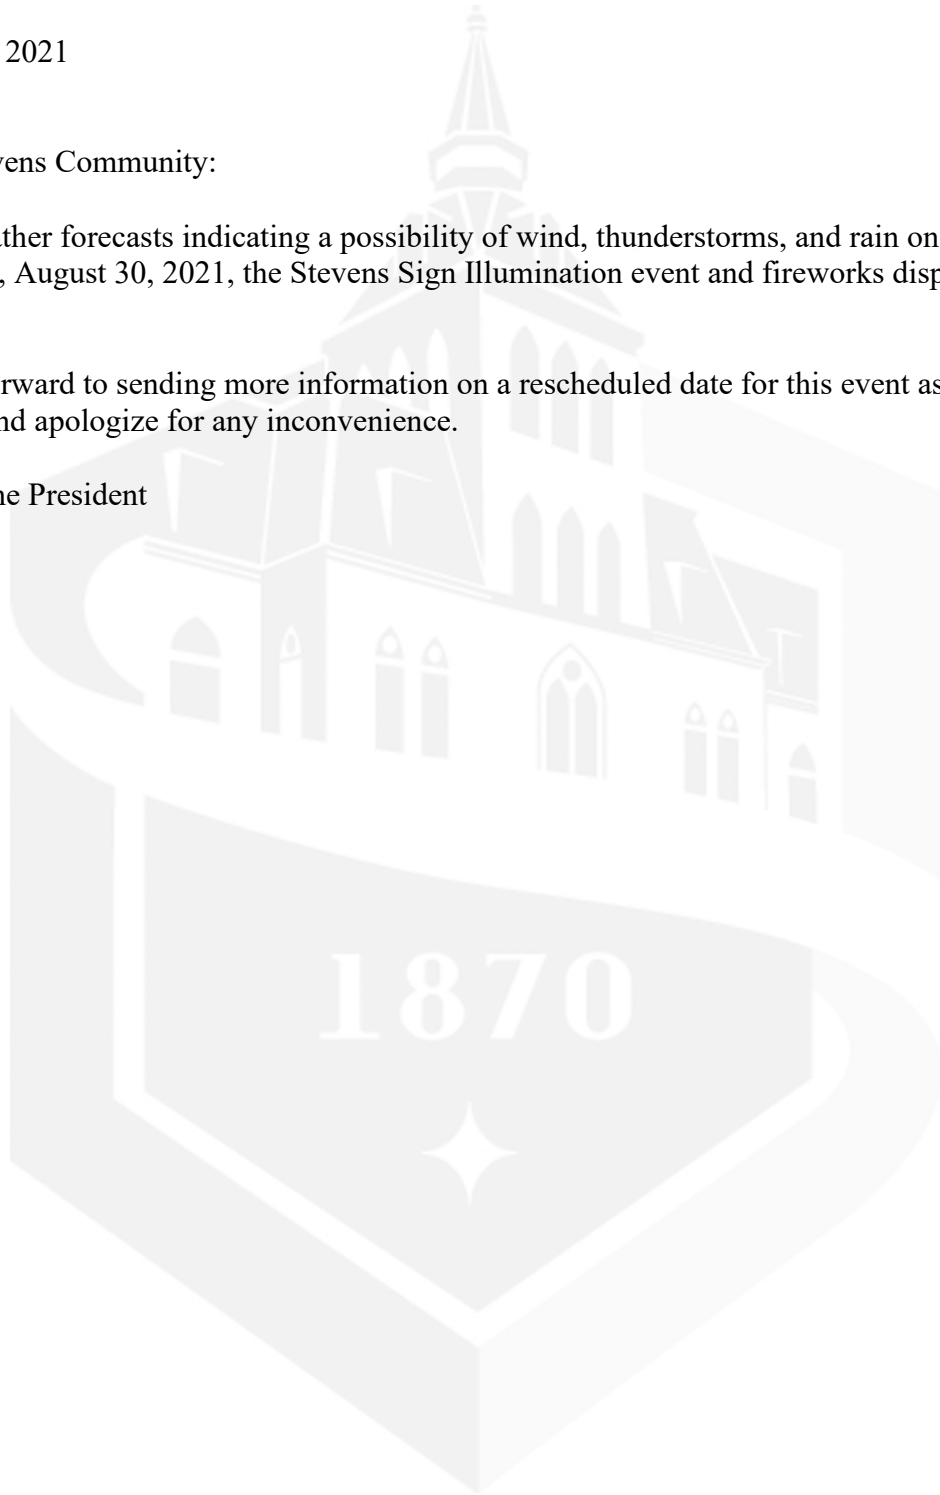 2021
vens Community:
ther forecasts indicating a possibility of wind, thunderstorms, and rain on
, August 30, 2021, the Stevens Sign Illumination event and fireworks disp
rward to sending more information on a rescheduled date for this event as
nd apologize for any inconvenience.
ne President
1870